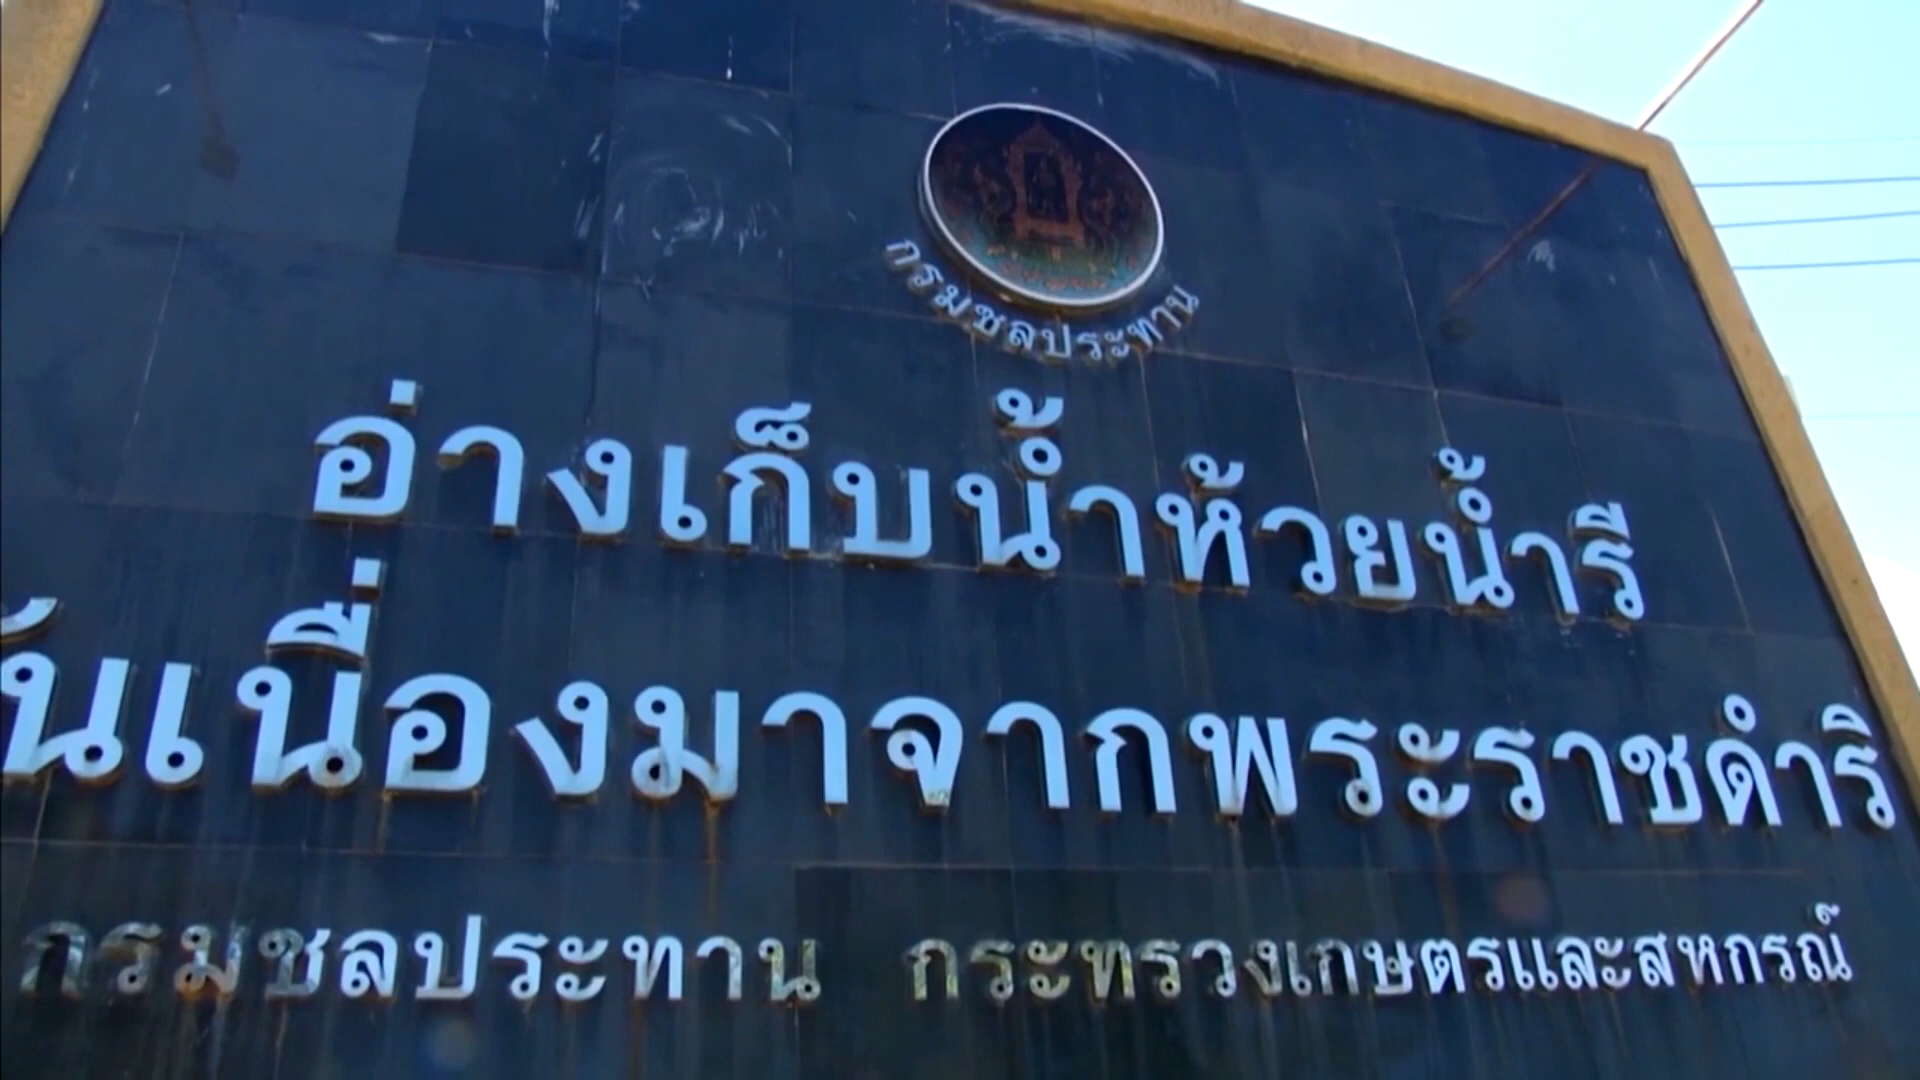 กรมชลประทาน
อ่างเก็บน้ำห้วยน้ำรี
อันเนื่องมาจากพระราชดำริ
กรมชลประทาน กระทรวงเกษตรและสหกรณ์